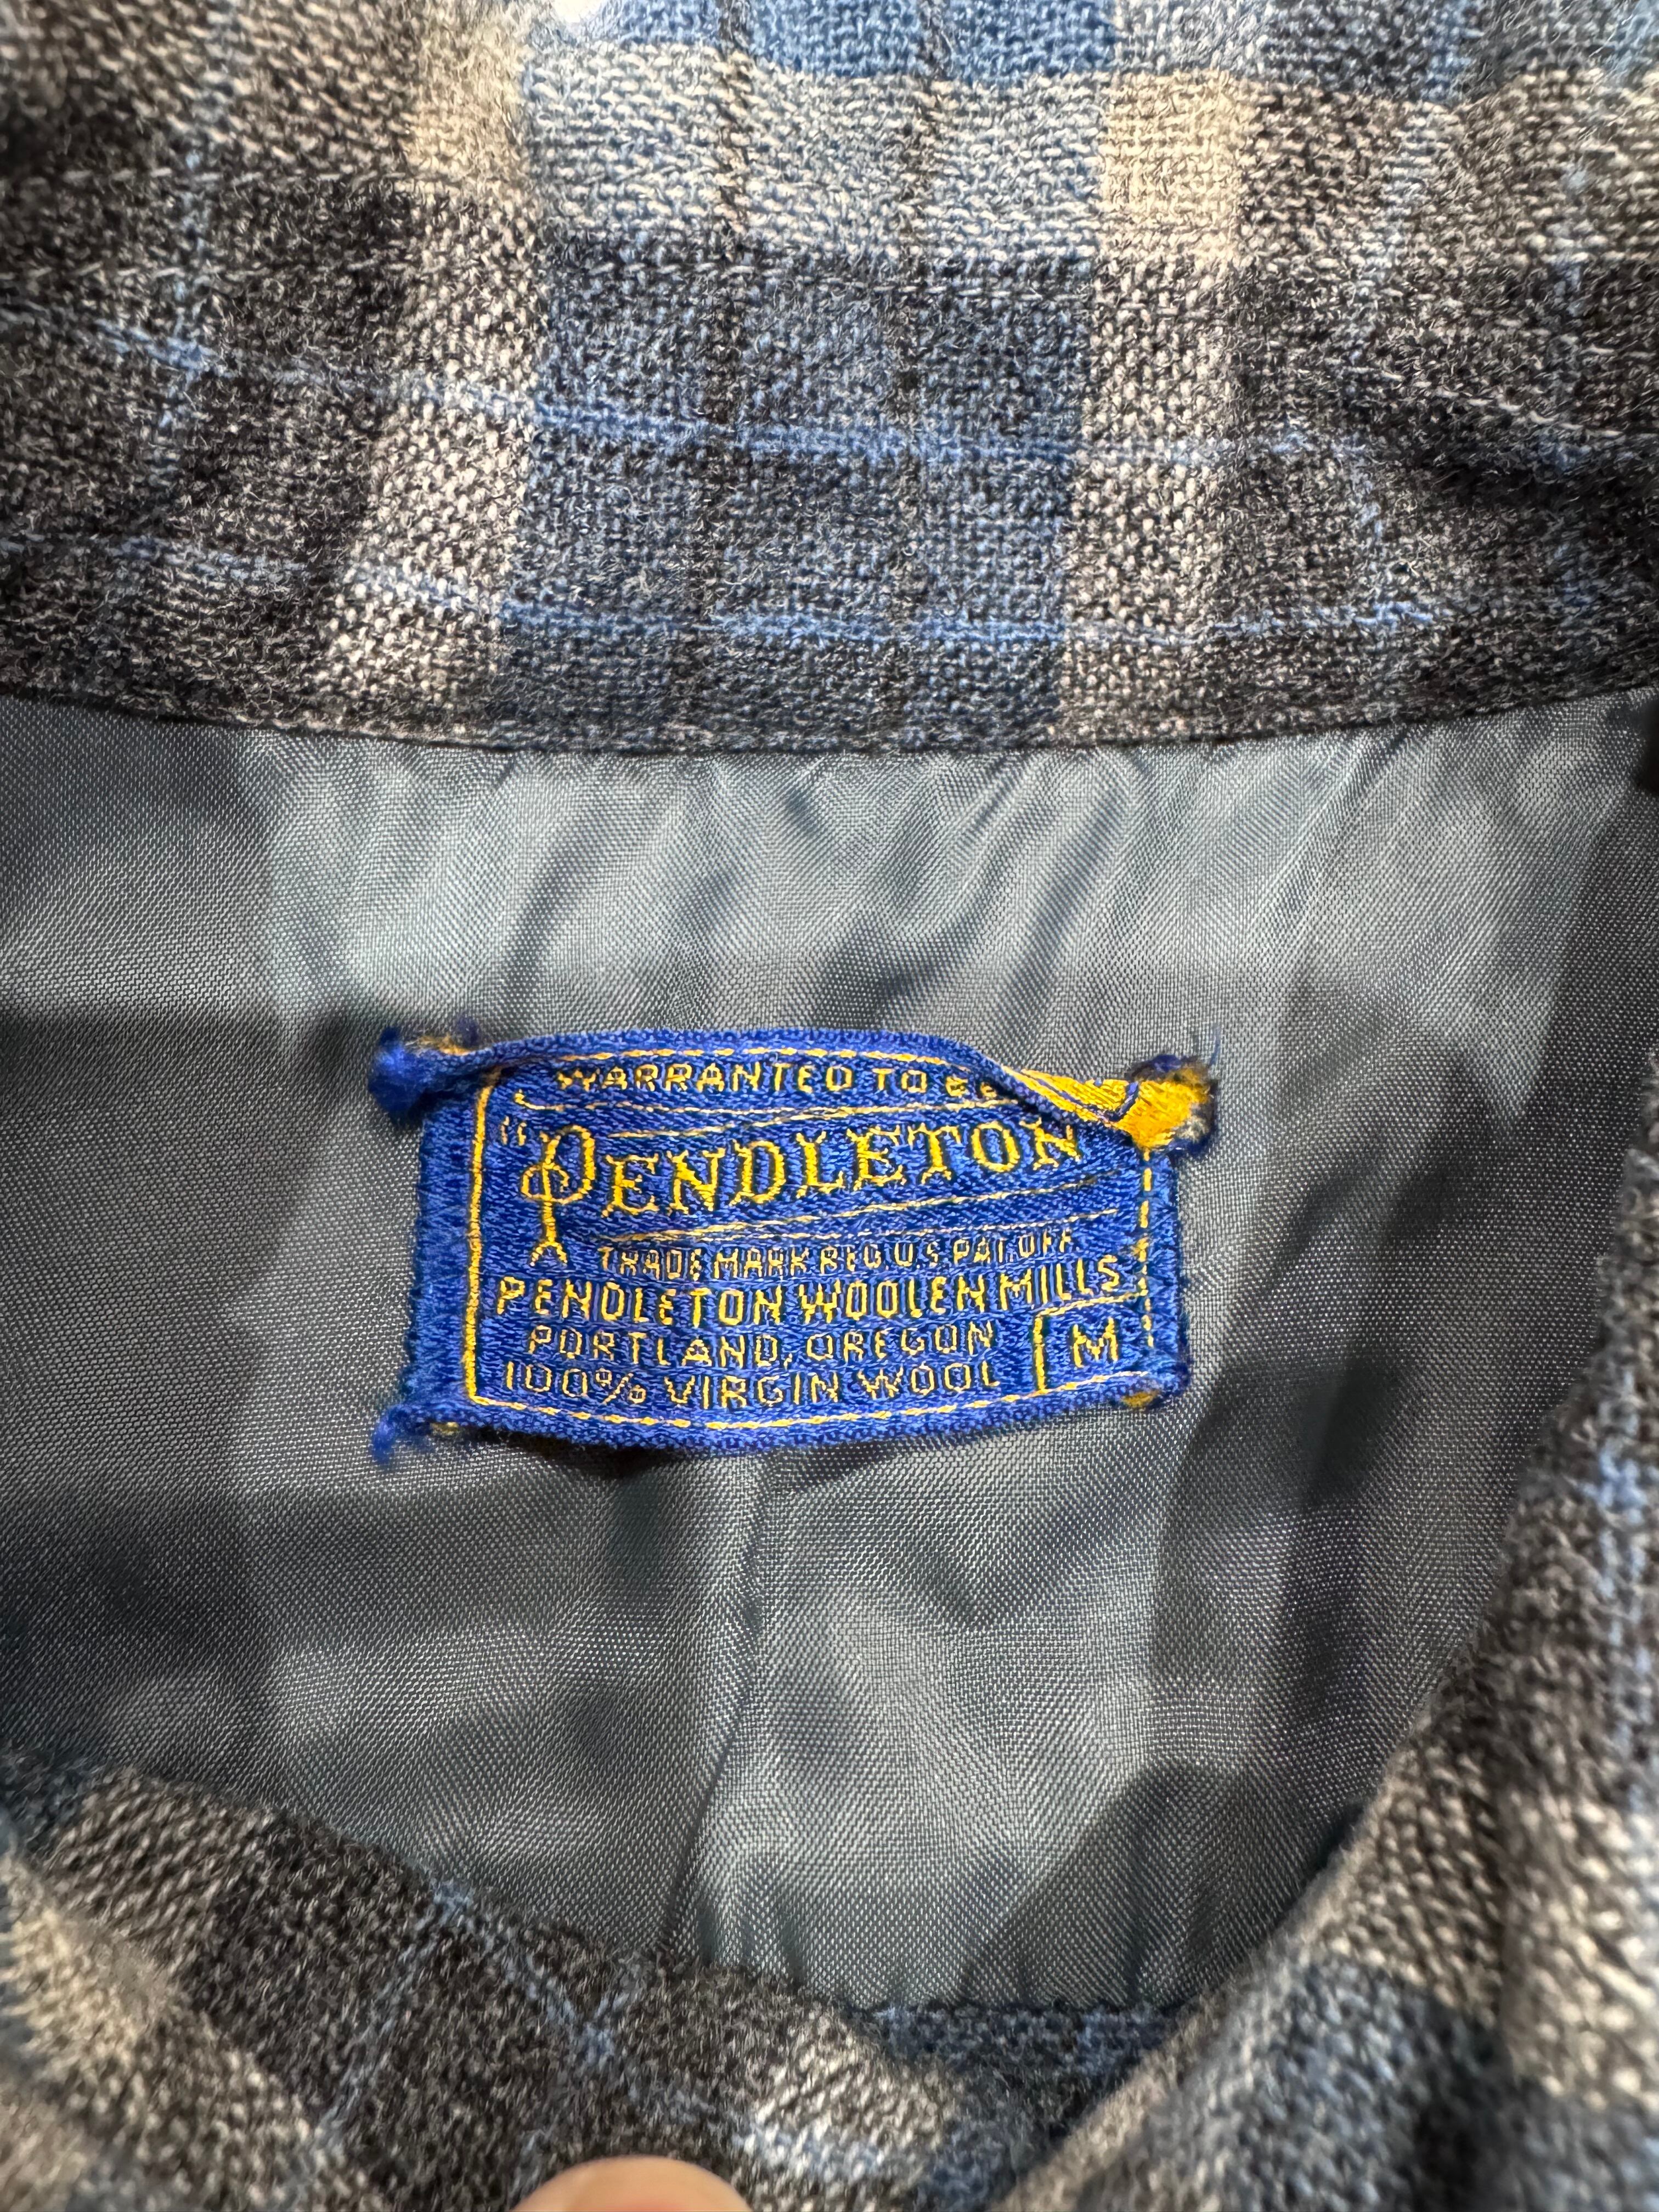 WARRANTED TO BE
"PENDLETON
TRADE MARK REG. U.S. PAT. OFF.
PENDLETON WOOLEN MILLS
PORTLAND, OREGON
100% VIRGIN WOOL
M